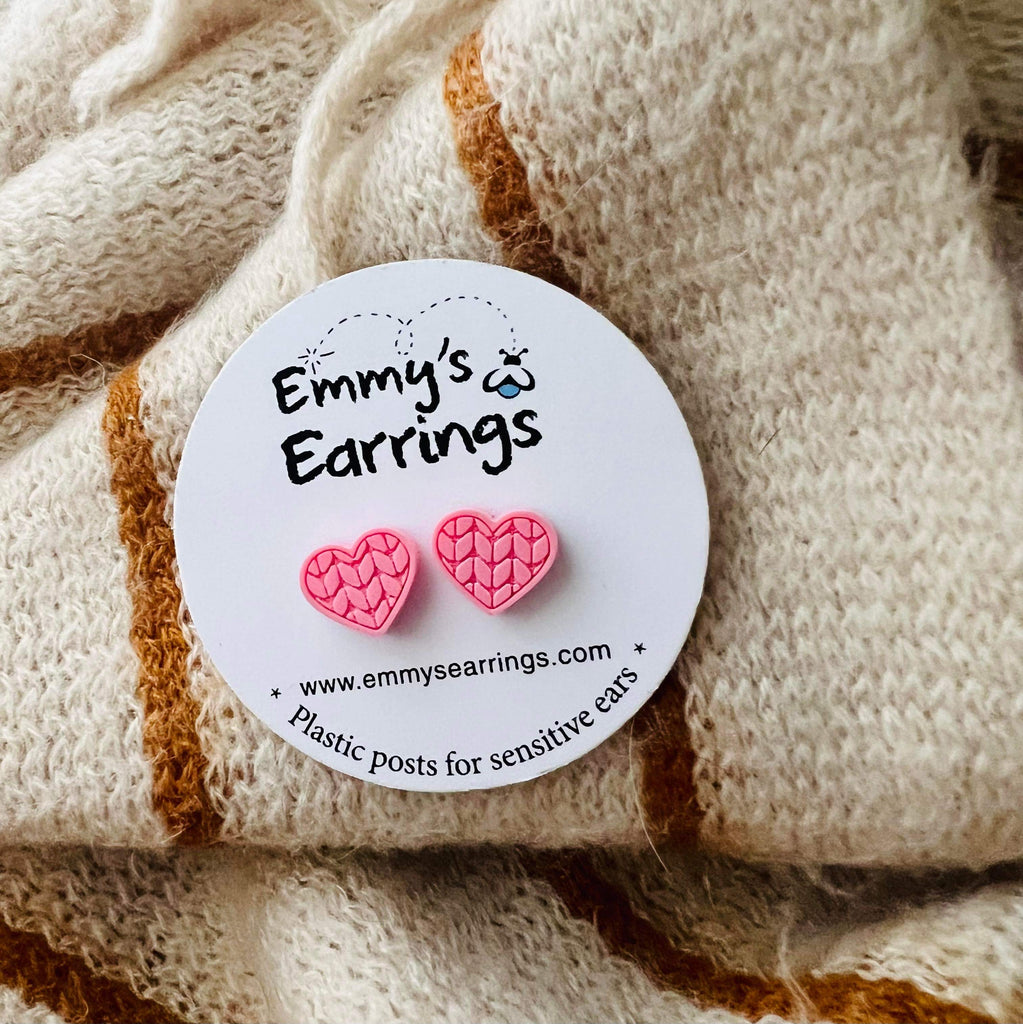 Emmy's
Earrings
www.emmysearrings.com
* Plastic posts for sensitive ears *